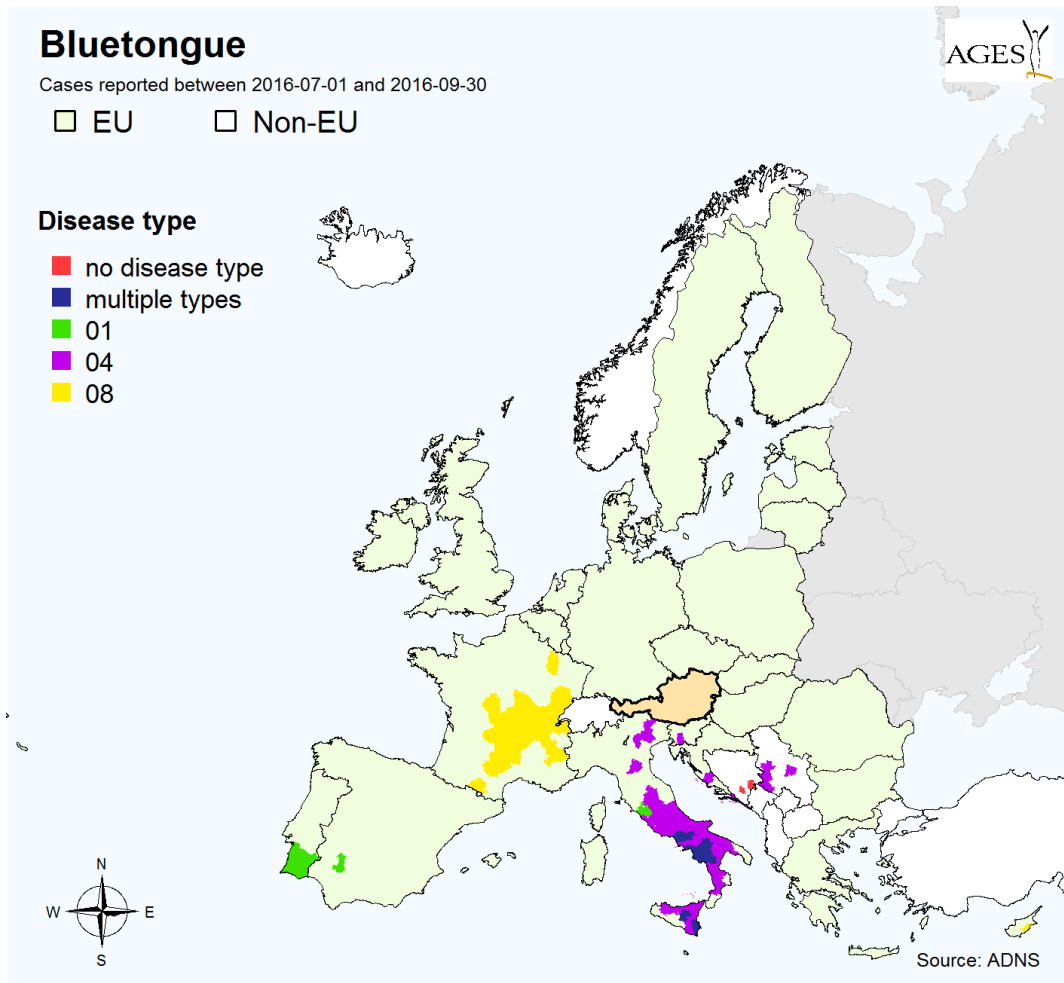 Bluetongue
Cases reported between 2016-07-01 and 2016-09-30
EU
Non-EU
AGES
Disease type
no disease type
multiple types
01
04
08
N
W
E
S
Source: ADNS